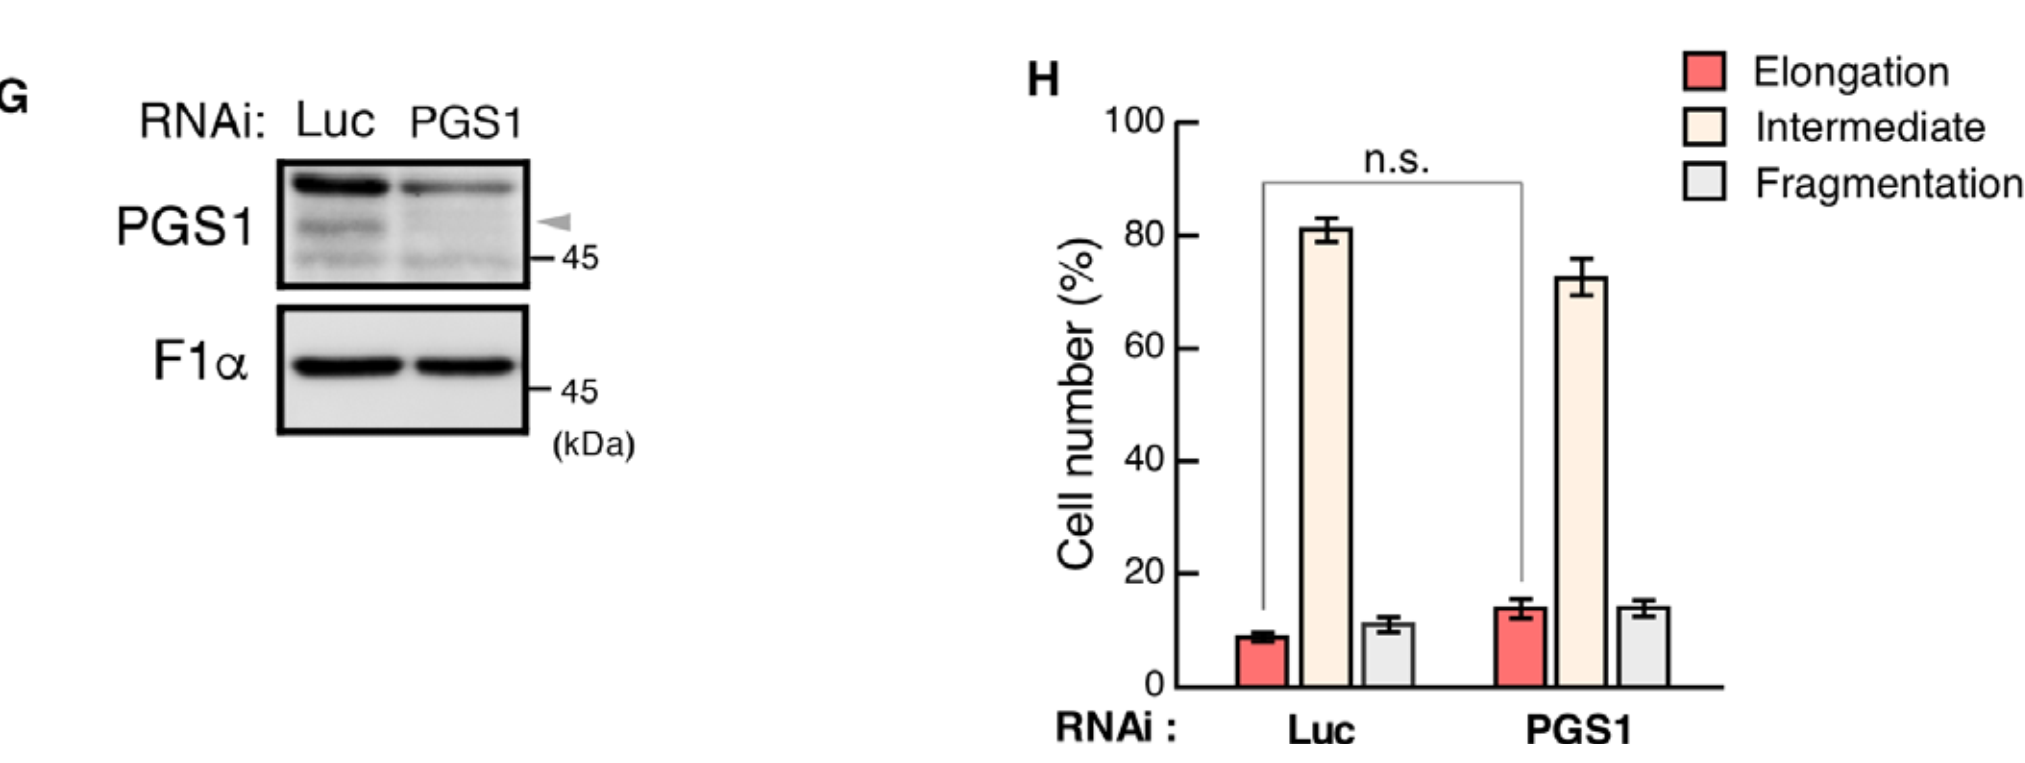 G
RNAi: Luc PGS1
PGS1
45
F1α
45
(kDa)
H
Elongation
Intermediate
Fragmentation
n.s.
Cell number (%)
100
80
60
40
20
0
RNAi : Luc PGS1